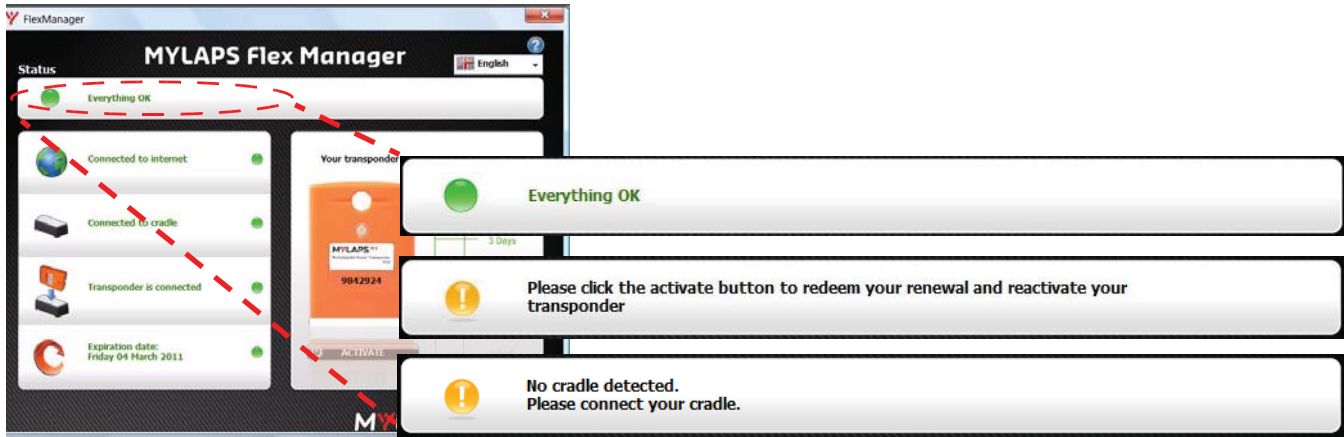 FlexManager
MYLAPS Flex Manager
Status
English
Everything OK
Connected to internet
Connected to cradle
Transponder is connected
Expiration date:
Friday 04 March 2011
Your transponder
MYLAPS
9842924
ACTIVATE
3 Days
MY
Everything OK
Please click the activate button to redeem your renewal and reactivate your
transponder
No cradle detected.
Please connect your cradle.